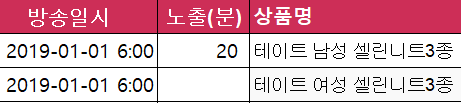 방송일시 노출(분) 상품명
2019-01-01 6:00 20 테이트 남성 셀린니트3종
2019-01-01 6:00 테이트 여성 셀린니트3종